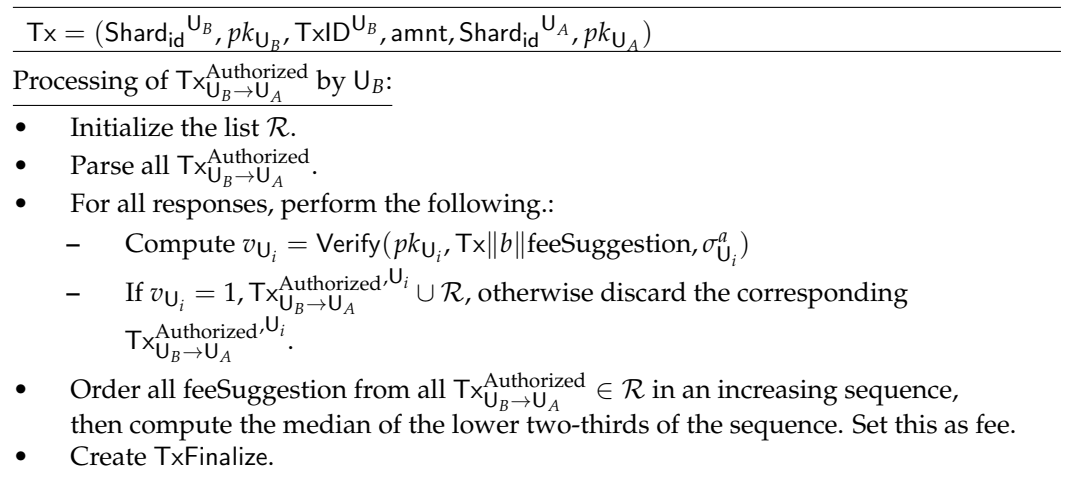 Tx = (Shard_id^{U_B}, pk_{U_B}, TxID^{U_B}, amnt, Shard_id^{U_A}, pk_{U_A})
Processing of Tx^{Authorized}_{U_B→U_A} by U_B:
• Initialize the list ℛ.
• Parse all Tx^{Authorized}_{U_B→U_A}.
• For all responses, perform the following.:
– Compute v_{U_i} = Verify(pk_{U_i}, Tx‖b‖feeSuggestion, σ^a_{U_i})
– If v_{U_i} = 1, Tx^{Authorized,U_i}_{U_B→U_A} ∪ ℛ, otherwise discard the corresponding
Tx^{Authorized,U_i}_{U_B→U_A}.
• Order all feeSuggestion from all Tx^{Authorized}_{U_B→U_A} ∈ ℛ in an increasing sequence,
then compute the median of the lower two-thirds of the sequence. Set this as fee.
• Create TxFinalize.